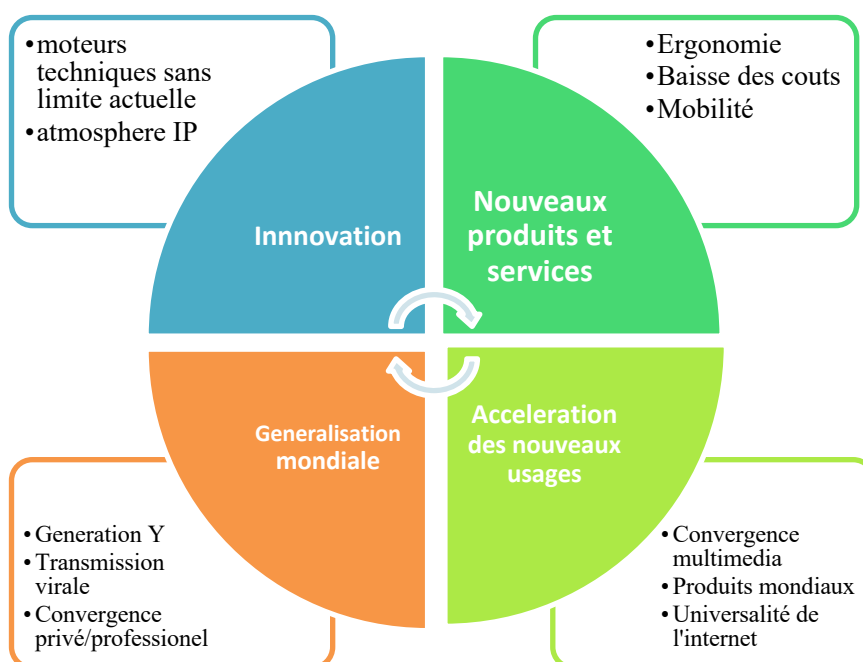 •moteurs
techniques sans
limite actuelle
•atmosphere IP
•Ergonomie
•Baisse des couts
•Mobilité
Innnovation
Nouveaux
produits et
services
Generalisation
mondiale
Acceleration
des nouveaux
usages
•Generation Y
•Transmission
virale
•Convergence
privé/professionel
•Convergence
multimedia
•Produits mondiaux
•Universalité de
l'internet